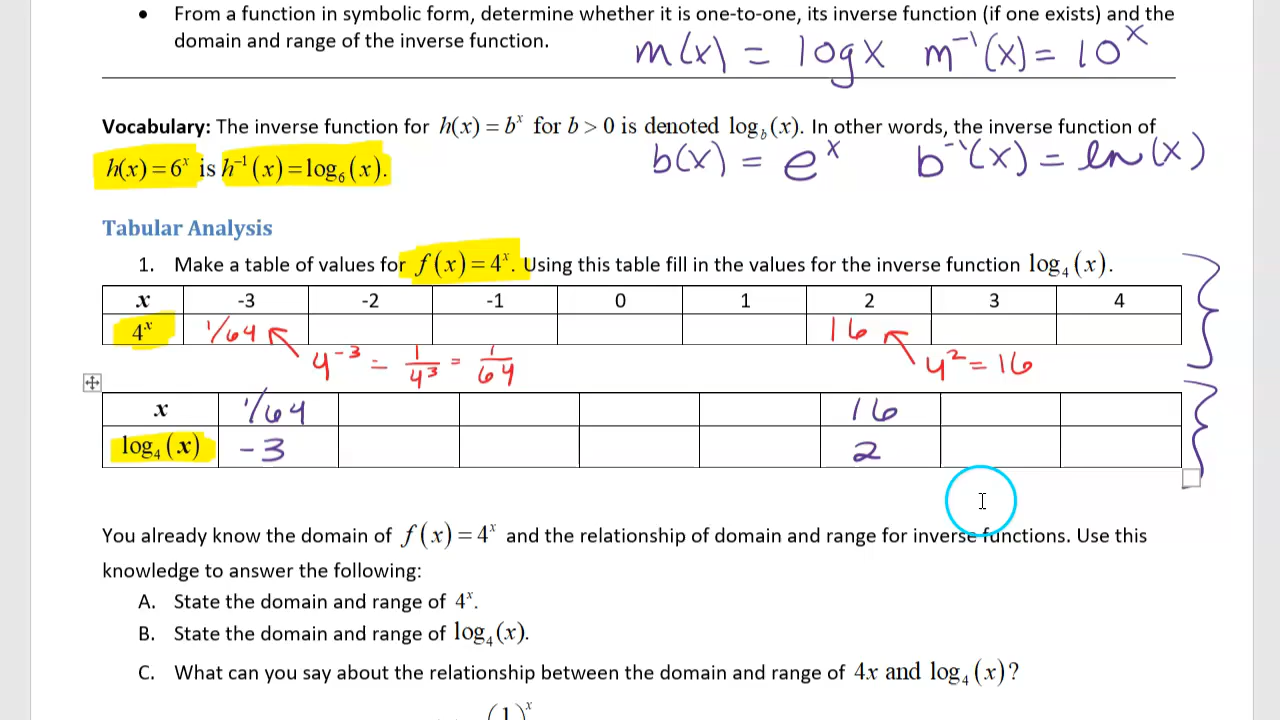 • From a function in symbolic form, determine whether it is one-to-one, its inverse function (if one exists) and the
domain and range of the inverse function.
m(x) = log x m⁻¹(x) = 10ˣ
Vocabulary: The inverse function for h(x) = bˣ for b > 0 is denoted log_b(x). In other words, the inverse function of
h(x) = 6ˣ is h⁻¹(x) = log₆(x).
b(x) = eˣ b⁻¹(x) = ln(x)
Tabular Analysis
1. Make a table of values for f(x) = 4ˣ. Using this table fill in the values for the inverse function log₄(x).
x -3 -2 -1 0 1 2 3 4
4ˣ 1/64 16
4⁻³ = 1/4³ = 1/64 4² = 16
x 1/64 16
log₄(x) -3 2
You already know the domain of f(x) = 4ˣ and the relationship of domain and range for inverse functions. Use this
knowledge to answer the following:
A. State the domain and range of 4ˣ.
B. State the domain and range of log₄(x).
C. What can you say about the relationship between the domain and range of 4x and log₄(x)?